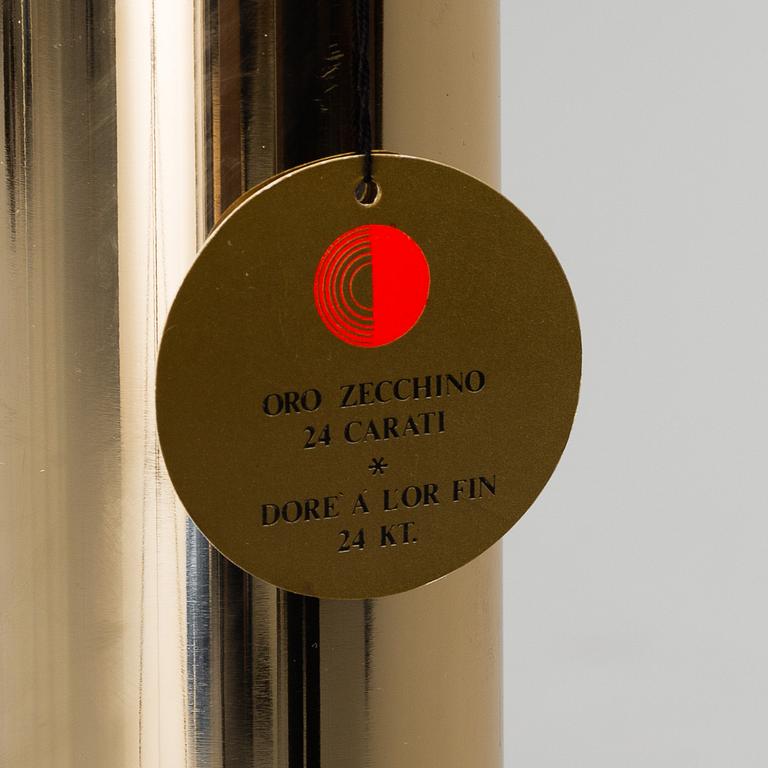 ORO ZECCHINO
24 CARATI
*
DORE` A L'OR FIN
24 KT.